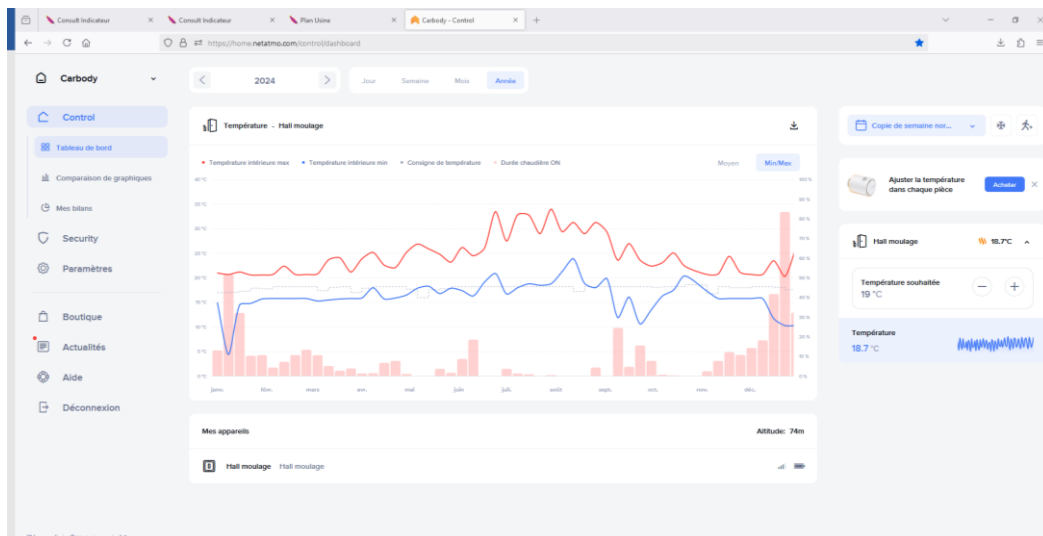 Consult Indicateur × Consult Indicateur × Plan Usine × Carbody - Control × +
https://home.netatmo.com/control/dashboard
Carbody
2024
Jour Semaine Mois Année
Control
Tableau de bord
Comparaison de graphiques
Mes bilans
Security
Paramètres
Boutique
Actualités
Aide
Déconnexion
Température - Hall moulage
Température intérieure max Température intérieure min Consigne de température Durée chaudière ON
Moyen Min/Max
40 °C 100 %
35 °C 90 %
30 °C 80 %
25 °C 70 %
20 °C 60 %
15 °C 50 %
10 °C 40 %
5 °C 30 %
0 °C 20 %
10 %
0 %
janv. févr. mars avr. mai juin juil. août sept. oct. nov. déc.
Mes appareils Altitude: 74m
Hall moulage Hall moulage
Copie de semaine nor...
Ajuster la température
dans chaque pièce
Acheter ×
Hall moulage 18.7°C
Température souhaitée
19 °C
− +
Température
18.7 °C